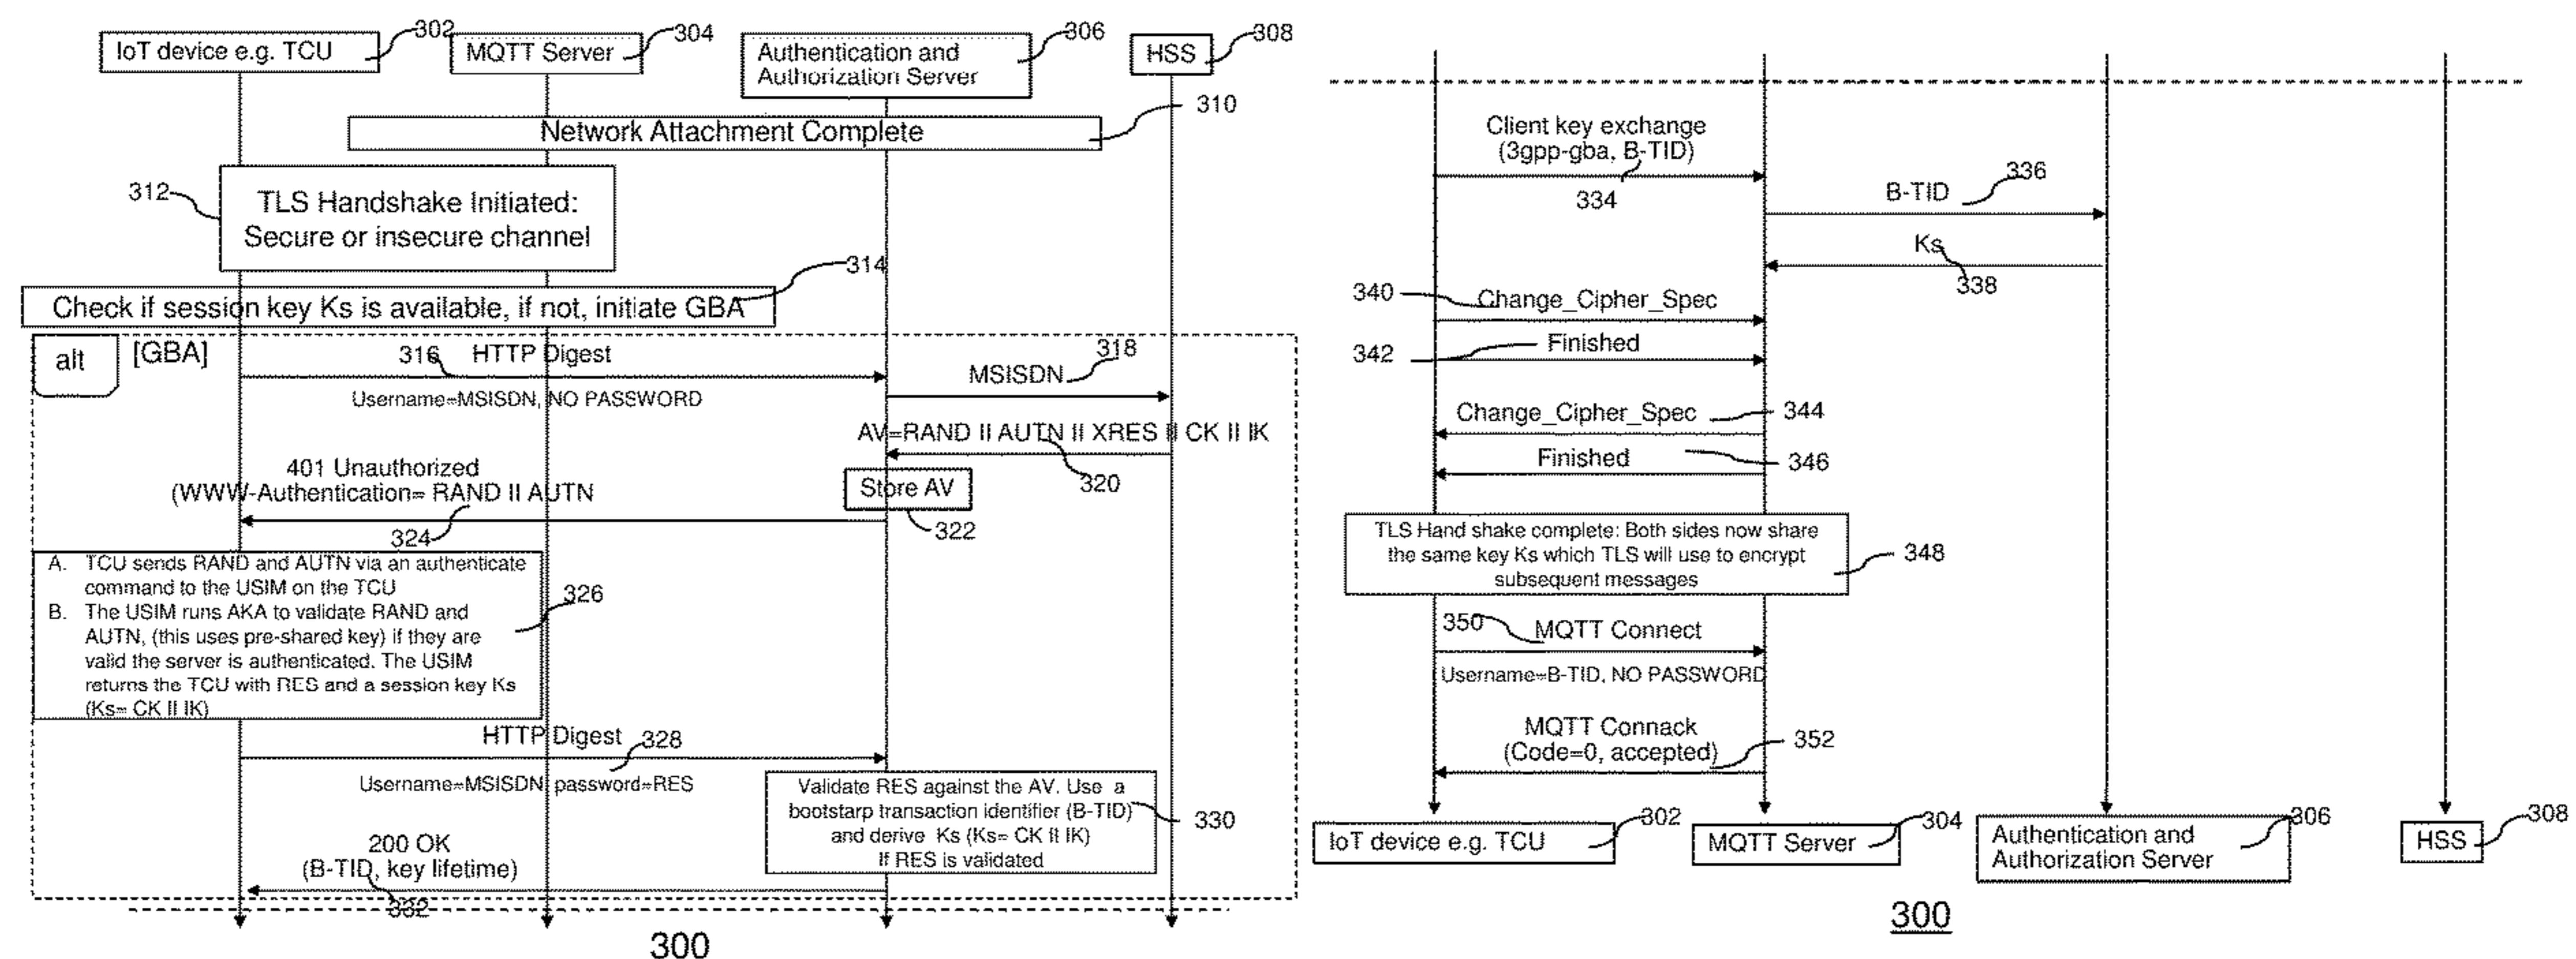 302
304
306
308
IoT device e.g. TCU
MQTT Server
Authentication and
Authorization Server
HSS
310
Network Attachment Complete
312
TLS Handshake Initiated:
Secure or insecure channel
314
Check if session key Ks is available, if not, initiate GBA
alt
[GBA]
316
HTTP Digest
318
MSISDN
Username=MSISDN, NO PASSWORD
AV=RAND II AUTN II XRES II CK II IK
320
401 Unauthorized
(WWW-Authentication= RAND II AUTN
Store AV
322
324
A. TCU sends RAND and AUTN via an authenticate
command to the USIM on the TCU
B. The USIM runs AKA to validate RAND and
AUTN, (this uses pre-shared key) if they are
valid the server is authenticated. The USIM
returns the TCU with RES and a session key Ks
(Ks= CK II IK)
326
HTTP Digest
328
Username=MSISDN, password=RES
Validate RES against the AV. Use a
bootstarp transaction identifier (B-TID)
and derive Ks (Ks= CK II IK)
If RES is validated
330
200 OK
(B-TID, key lifetime)
332
300
Client key exchange
(3gpp-gba, B-TID)
334
B-TID
336
Ks
338
340
Change_Cipher_Spec
342
Finished
Change_Cipher_Spec
344
Finished
346
TLS Hand shake complete: Both sides now share
the same key Ks which TLS will use to encrypt
subsequent messages
348
350
MQTT Connect
Username=B-TID, NO PASSWORD
MQTT Connack
(Code=0, accepted)
352
IoT device e.g. TCU
302
MQTT Server
304
Authentication and
Authorization Server
306
HSS
308
300